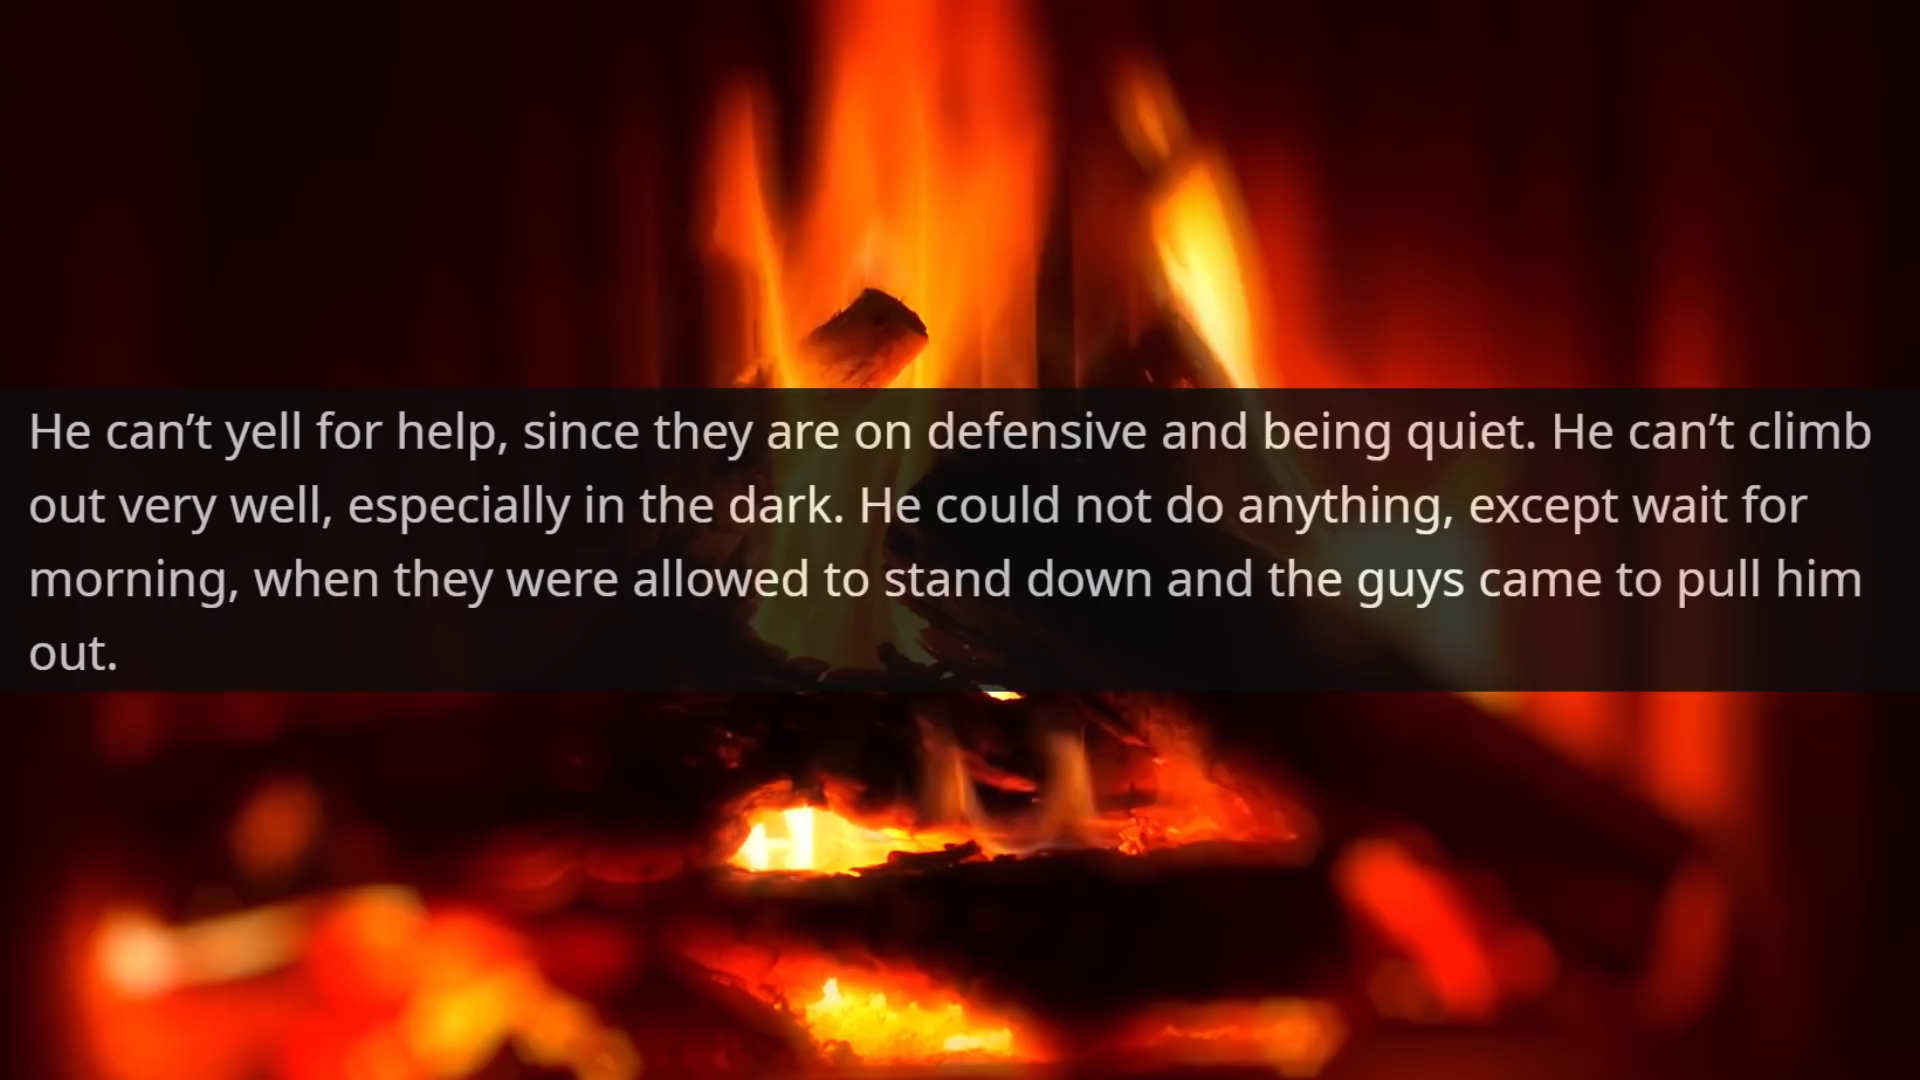 He can’t yell for help, since they are on defensive and being quiet. He can’t climb
out very well, especially in the dark. He could not do anything, except wait for
morning, when they were allowed to stand down and the guys came to pull him
out.